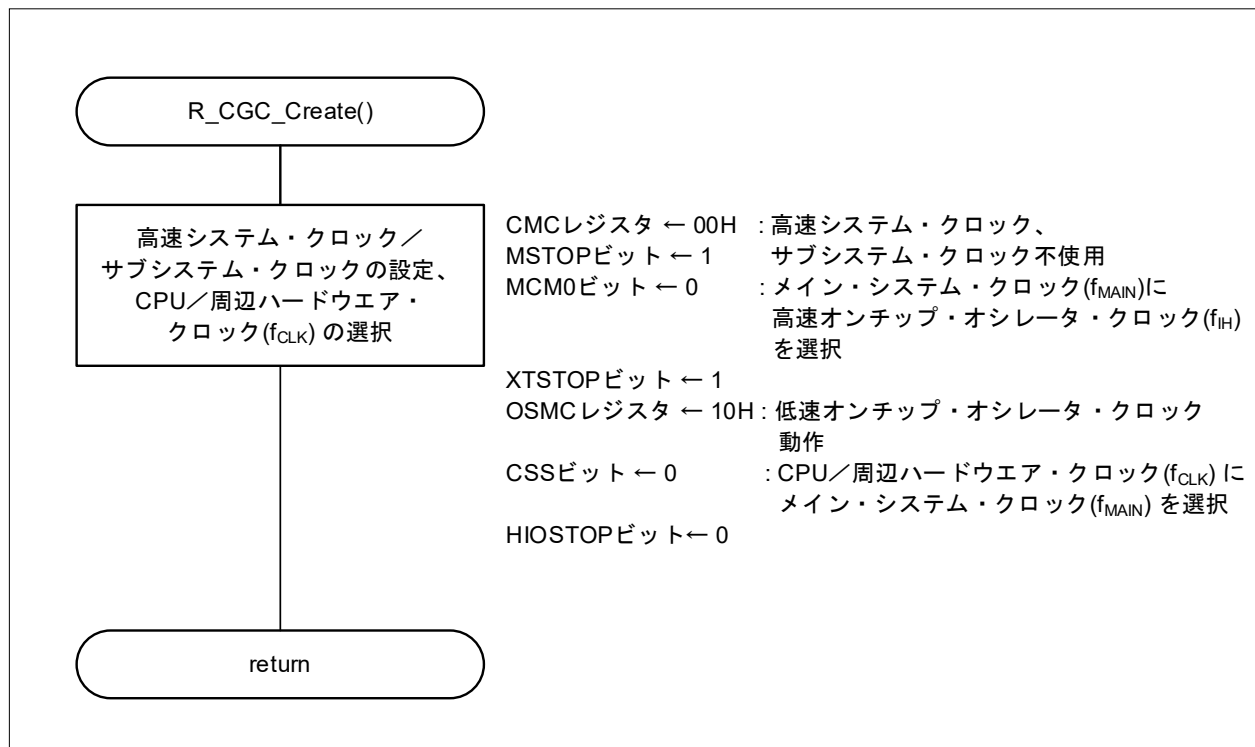 R_CGC_Create()
高速システム・クロック／
サブシステム・クロックの設定、
CPU／周辺ハードウエア・
クロック(fCLK) の選択
CMCレジスタ ← 00H : 高速システム・クロック、
MSTOPビット ← 1 サブシステム・クロック不使用
MCM0ビット ← 0 : メイン・システム・クロック(fMAIN)に
高速オンチップ・オシレータ・クロック(fIH)
を選択
XTSTOPビット ← 1
OSMCレジスタ ← 10H : 低速オンチップ・オシレータ・クロック
動作
CSSビット ← 0 : CPU／周辺ハードウエア・クロック(fCLK) に
メイン・システム・クロック(fMAIN) を選択
HIOSTOPビット← 0
return